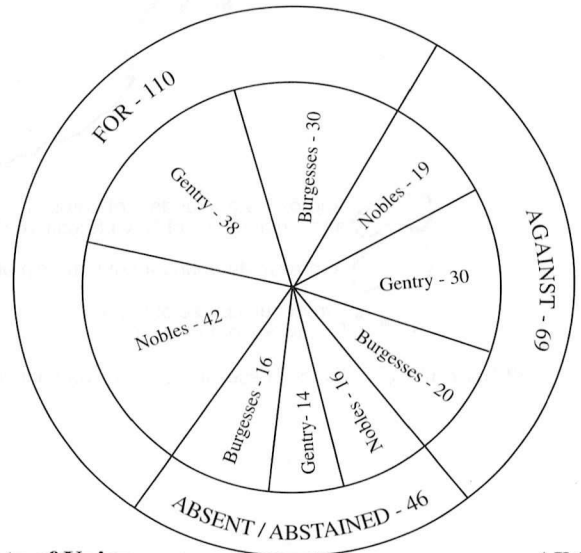 FOR - 110
Burgesses - 30
Gentry - 38
Nobles - 42
AGAINST - 69
Nobles - 19
Gentry - 30
Burgesses - 20
ABSENT / ABSTAINED - 46
Nobles - 16
Gentry- 14
Burgesses - 16